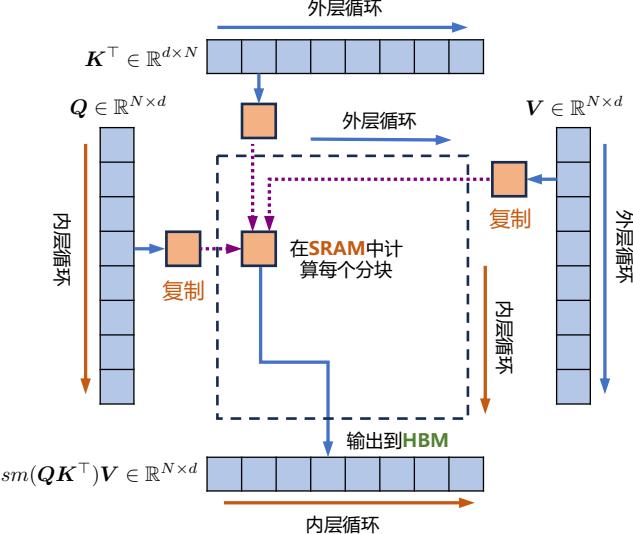 外层循环
$\boldsymbol{K}^\top \in \mathbb{R}^{d \times N}$
$\boldsymbol{Q} \in \mathbb{R}^{N \times d}$
外层循环
$\boldsymbol{V} \in \mathbb{R}^{N \times d}$
内层循环
复制
外层循环
复制
在SRAM中计
算每个分块
内层循环
输出到HBM
$sm(\boldsymbol{Q}\boldsymbol{K}^\top)\boldsymbol{V} \in \mathbb{R}^{N \times d}$
内层循环